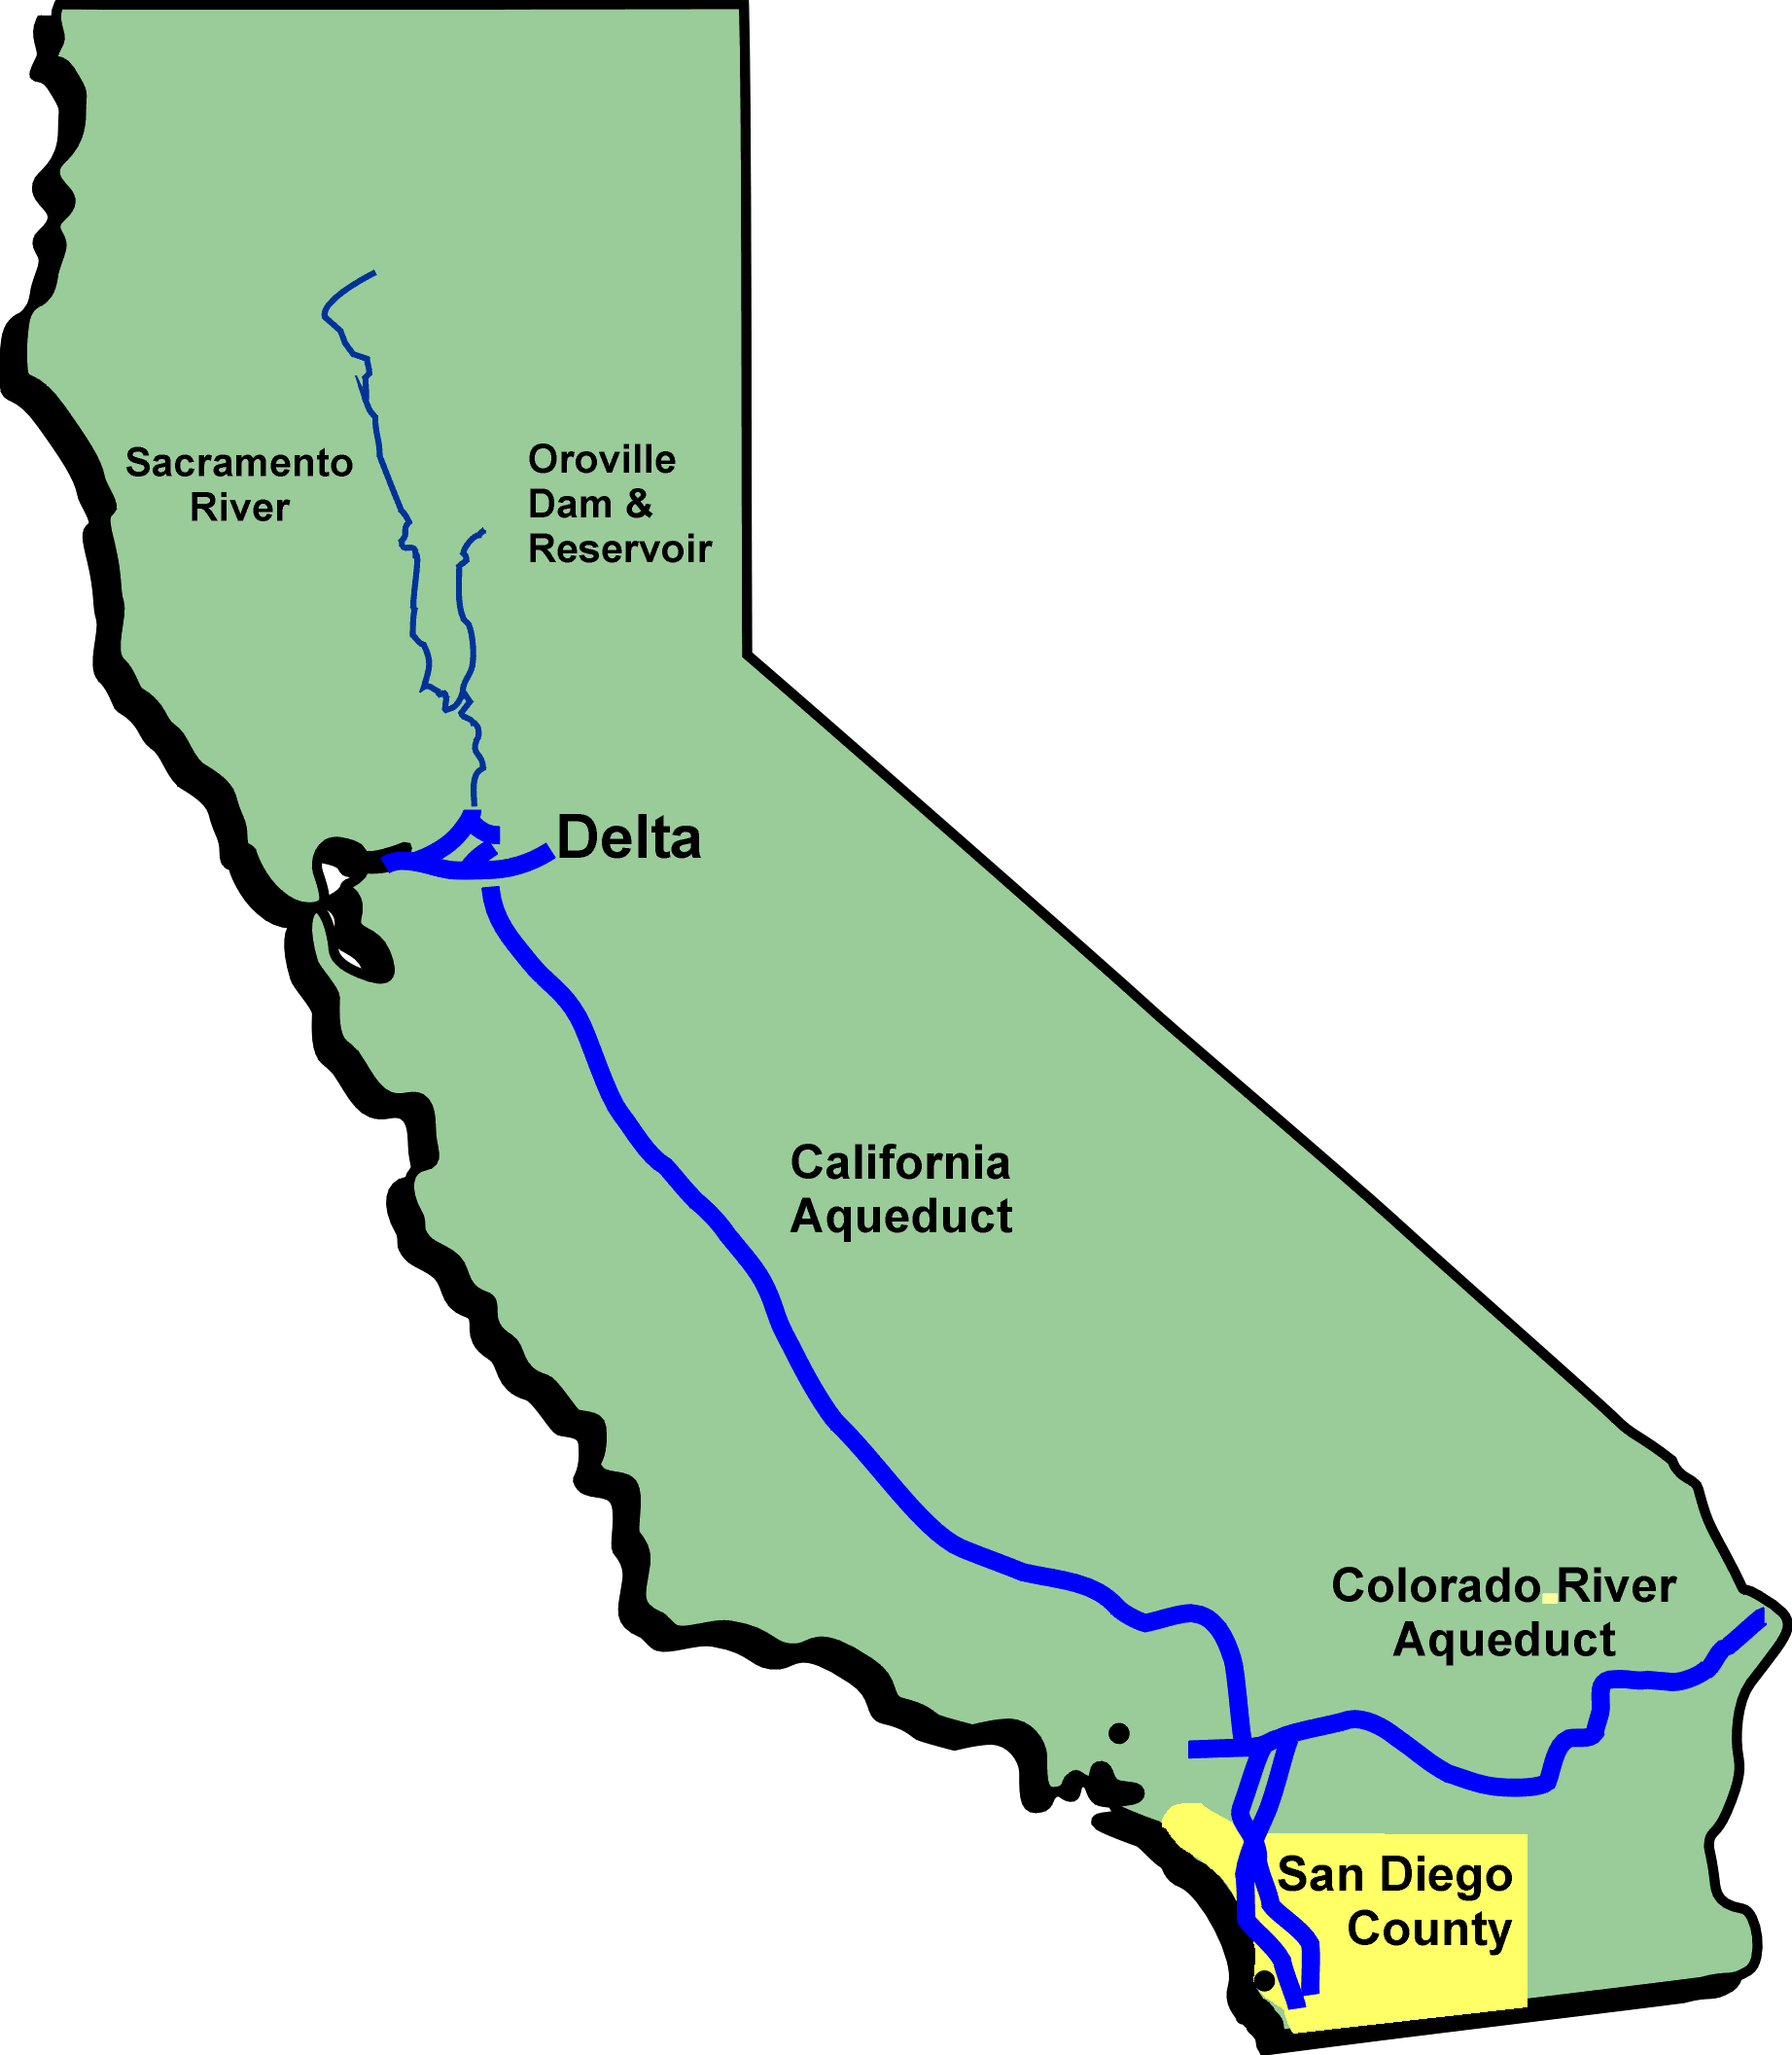 Sacramento
River
Oroville
Dam &
Reservoir
Delta
California
Aqueduct
Colorado River
Aqueduct
San Diego
County